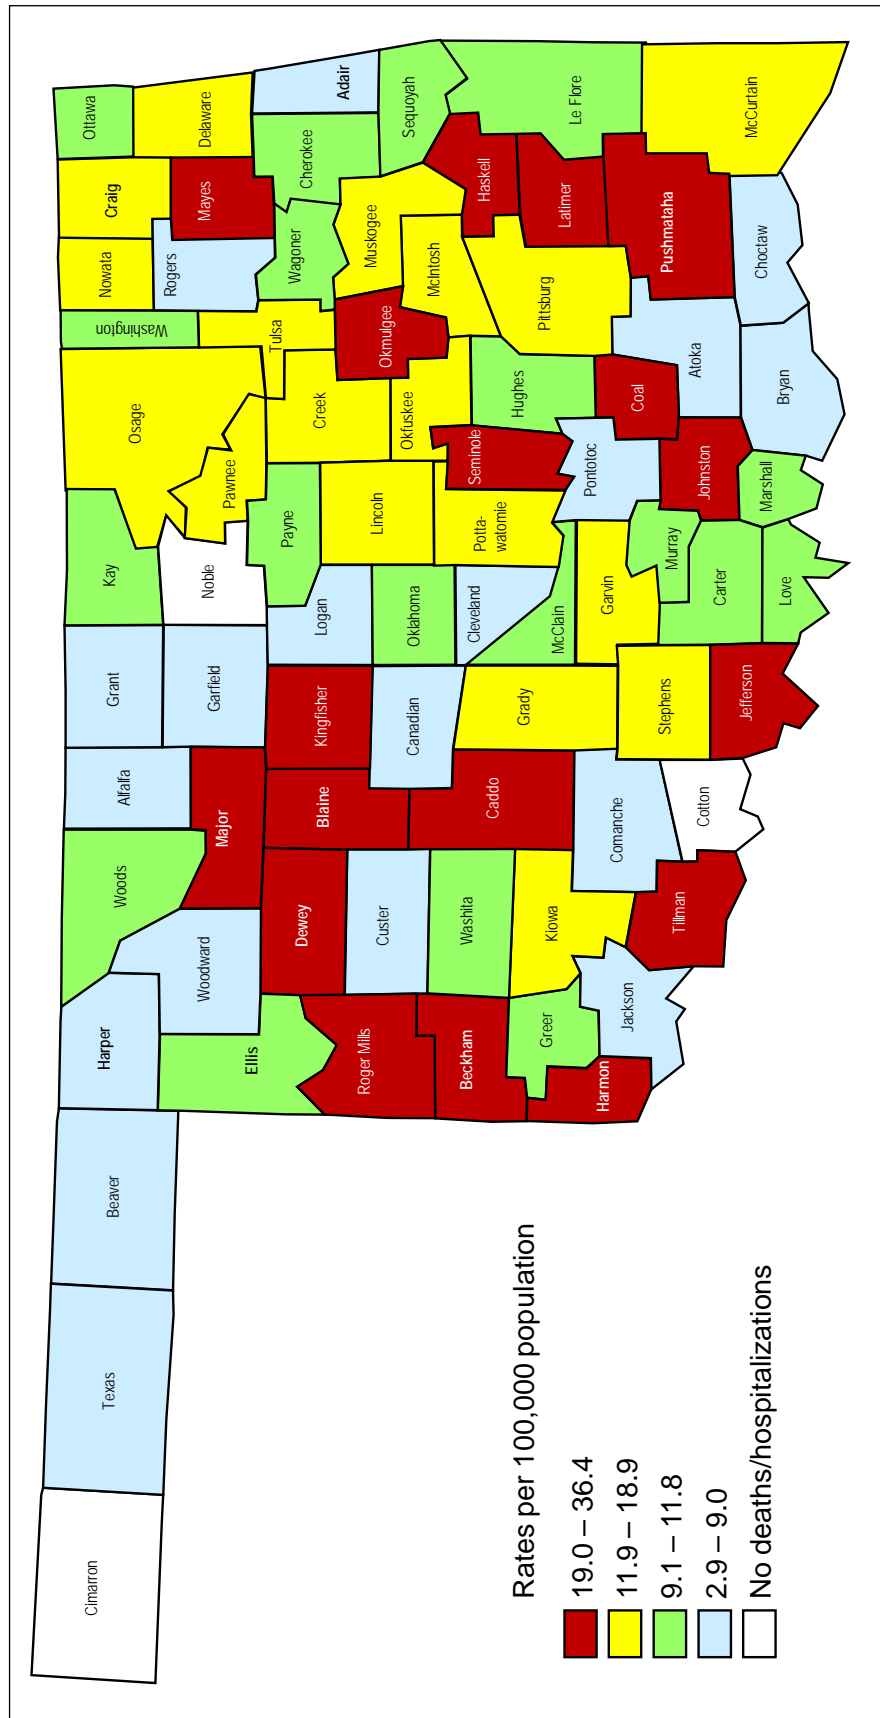 Cimarron
Texas
Beaver
Harper
Woods
Alfalfa
Grant
Kay
Osage
Washington
Nowata
Craig
Ottawa
Ellis
Woodward
Major
Garfield
Noble
Pawnee
Rogers
Mayes
Delaware
Roger Mills
Dewey
Blaine
Kingfisher
Logan
Payne
Creek
Tulsa
Wagoner
Cherokee
Adair
Beckham
Custer
Canadian
Oklahoma
Lincoln
Okfuskee
Okmulgee
Muskogee
Sequoyah
Washita
Caddo
Grady
Cleveland
McClain
Potta-
watomie
Seminole
Hughes
McIntosh
Haskell
Harmon
Greer
Kiowa
Comanche
Stephens
Garvin
Pontotoc
Coal
Pittsburg
Latimer
Le Flore
Jackson
Tillman
Cotton
Jefferson
Murray
Carter
Love
Johnston
Marshall
Atoka
Bryan
Pushmataha
Choctaw
McCurtain
Rates per 100,000 population
19.0 – 36.4
11.9 – 18.9
9.1 – 11.8
2.9 – 9.0
No deaths/hospitalizations